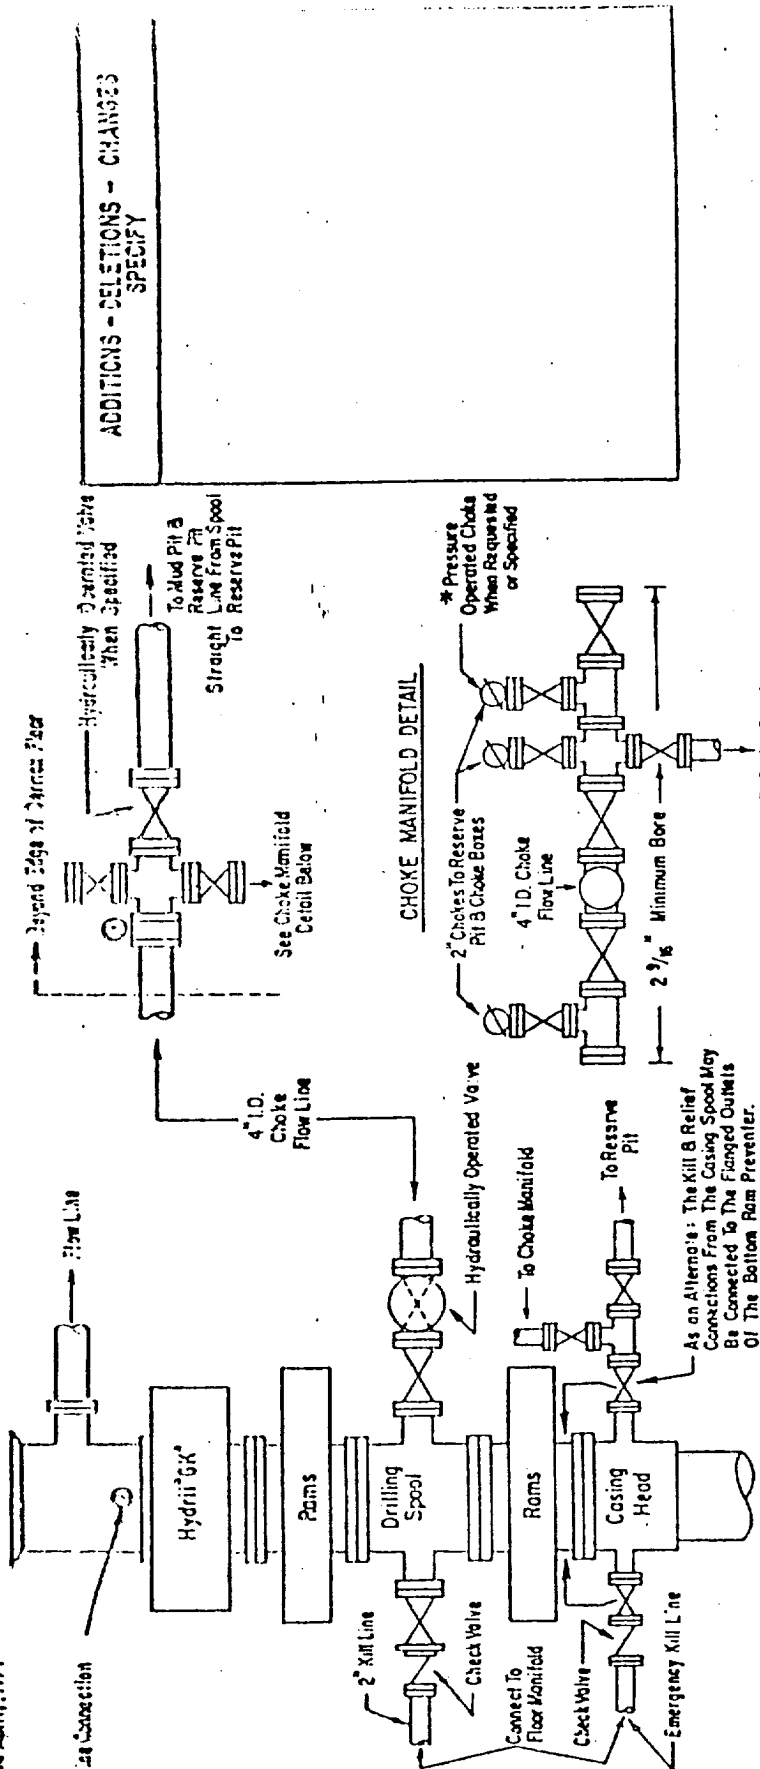 ADDITIONS - DELETIONS - CHANGES
SPECIFY
Beyond Edge of Derrick Floor
Hydraulically Operated Valve
When Specified
To Mud Pit &
Reserve Pit
Straight Line From Spool
To Reserve Pit
See Choke Manifold
Detail Below
CHOKE MANIFOLD DETAIL
* Pressure
Operated Choke
When Requested
or Specified
2" Chokes To Reserve
Pit & Choke Boxes
4" I.D. Choke
Flow Line
2 9/16" Minimum Bore
Flow Line
Line Connection
Hydril "GK"
Rams
4" I.D.
Choke
Flow Line
Drilling
Spool
Hydraulically Operated Valve
2" Kill Line
Check Valve
Connect To
Floor Manifold
Rams
To Choke Manifold
To Reserve
Pit
Casing
Head
Check Valve
Emergency Kill Line
As an Alternate: The Kill & Relief
Connections From The Casing Spool May
Be Connected To The Flanged Outlets
Of The Bottom Ram Preventer.